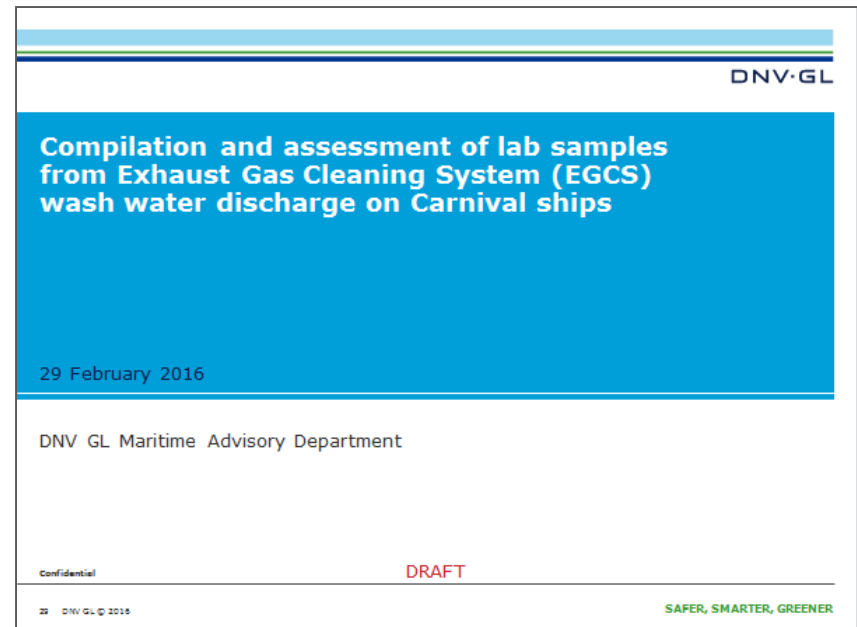 DNV·GL
Compilation and assessment of lab samples
from Exhaust Gas Cleaning System (EGCS)
wash water discharge on Carnival ships
29 February 2016
DNV GL Maritime Advisory Department
Confidential
DRAFT
29 DNV GL © 2016
SAFER, SMARTER, GREENER